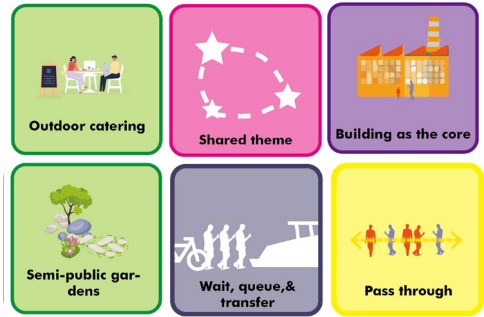 Outdoor catering
Shared theme
Building as the core
Semi-public gar-
dens
Wait, queue,&
transfer
Pass through